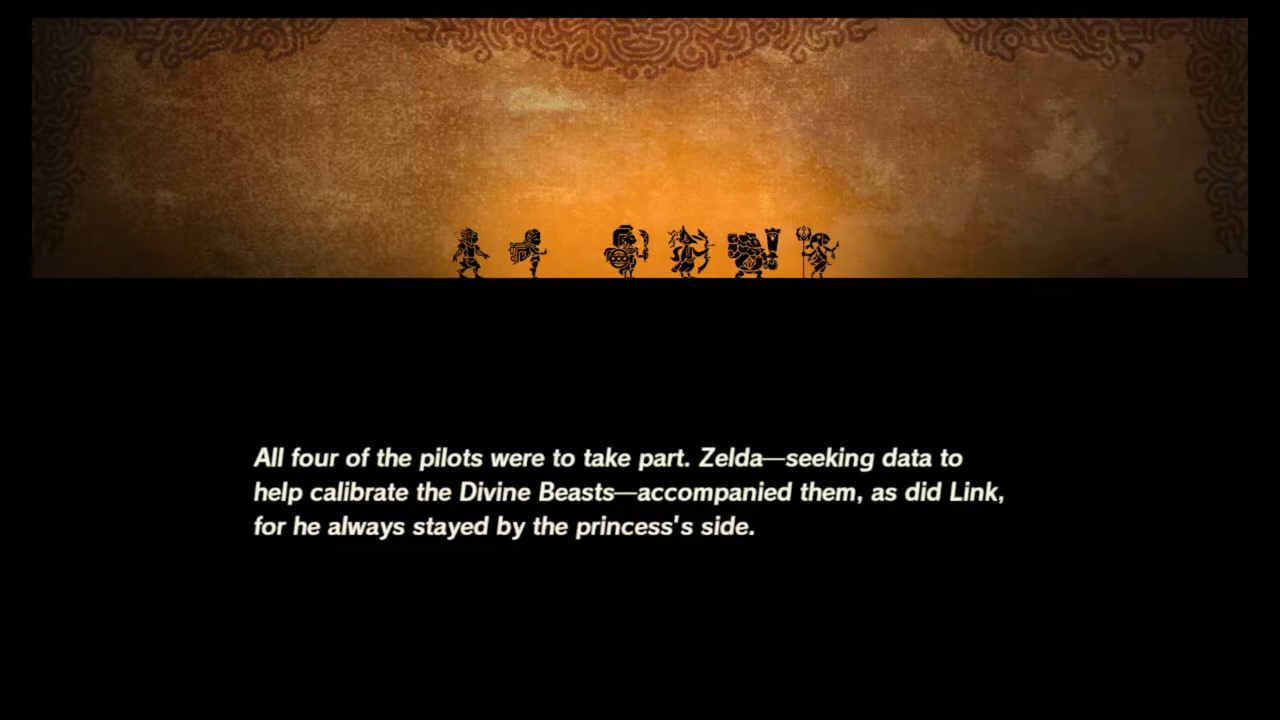 All four of the pilots were to take part. Zelda—seeking data to
help calibrate the Divine Beasts—accompanied them, as did Link,
for he always stayed by the princess's side.